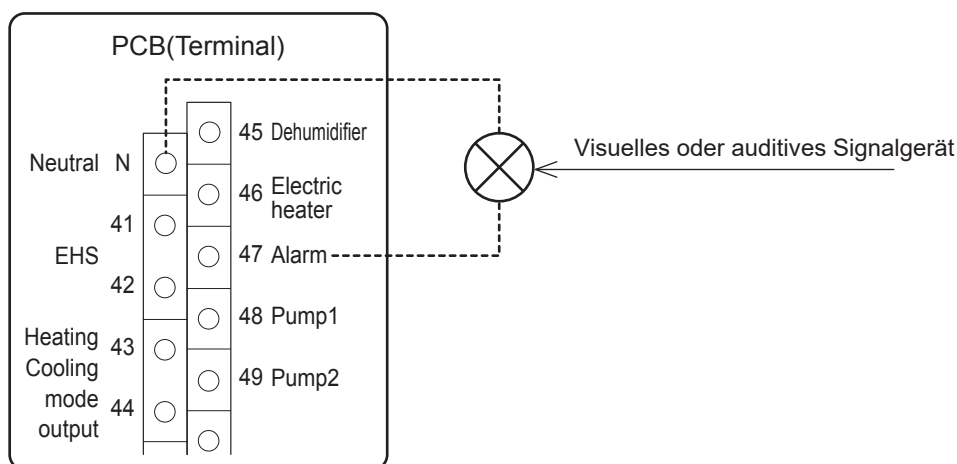 PCB(Terminal)
45 Dehumidifier
Neutral N
46 Electric
heater
41
EHS
47 Alarm
42
48 Pump1
Heating
43
Cooling
49 Pump2
mode
44
output
Visuelles oder auditives Signalgerät